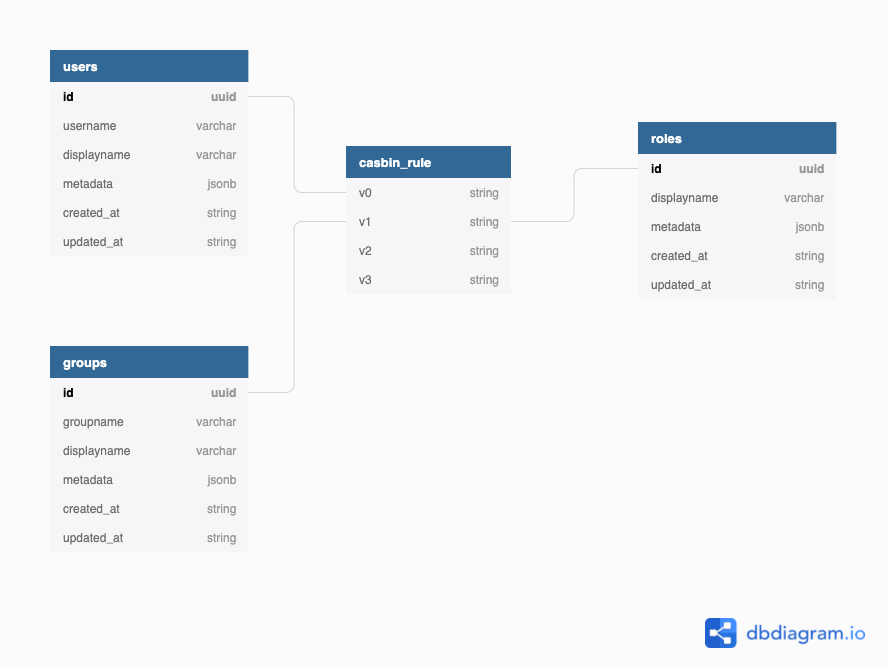 users
id uuid
username varchar
displayname varchar
metadata jsonb
created_at string
updated_at string
casbin_rule
v0 string
v1 string
v2 string
v3 string
roles
id uuid
displayname varchar
metadata jsonb
created_at string
updated_at string
groups
id uuid
groupname varchar
displayname varchar
metadata jsonb
created_at string
updated_at string
dbdiagram.io